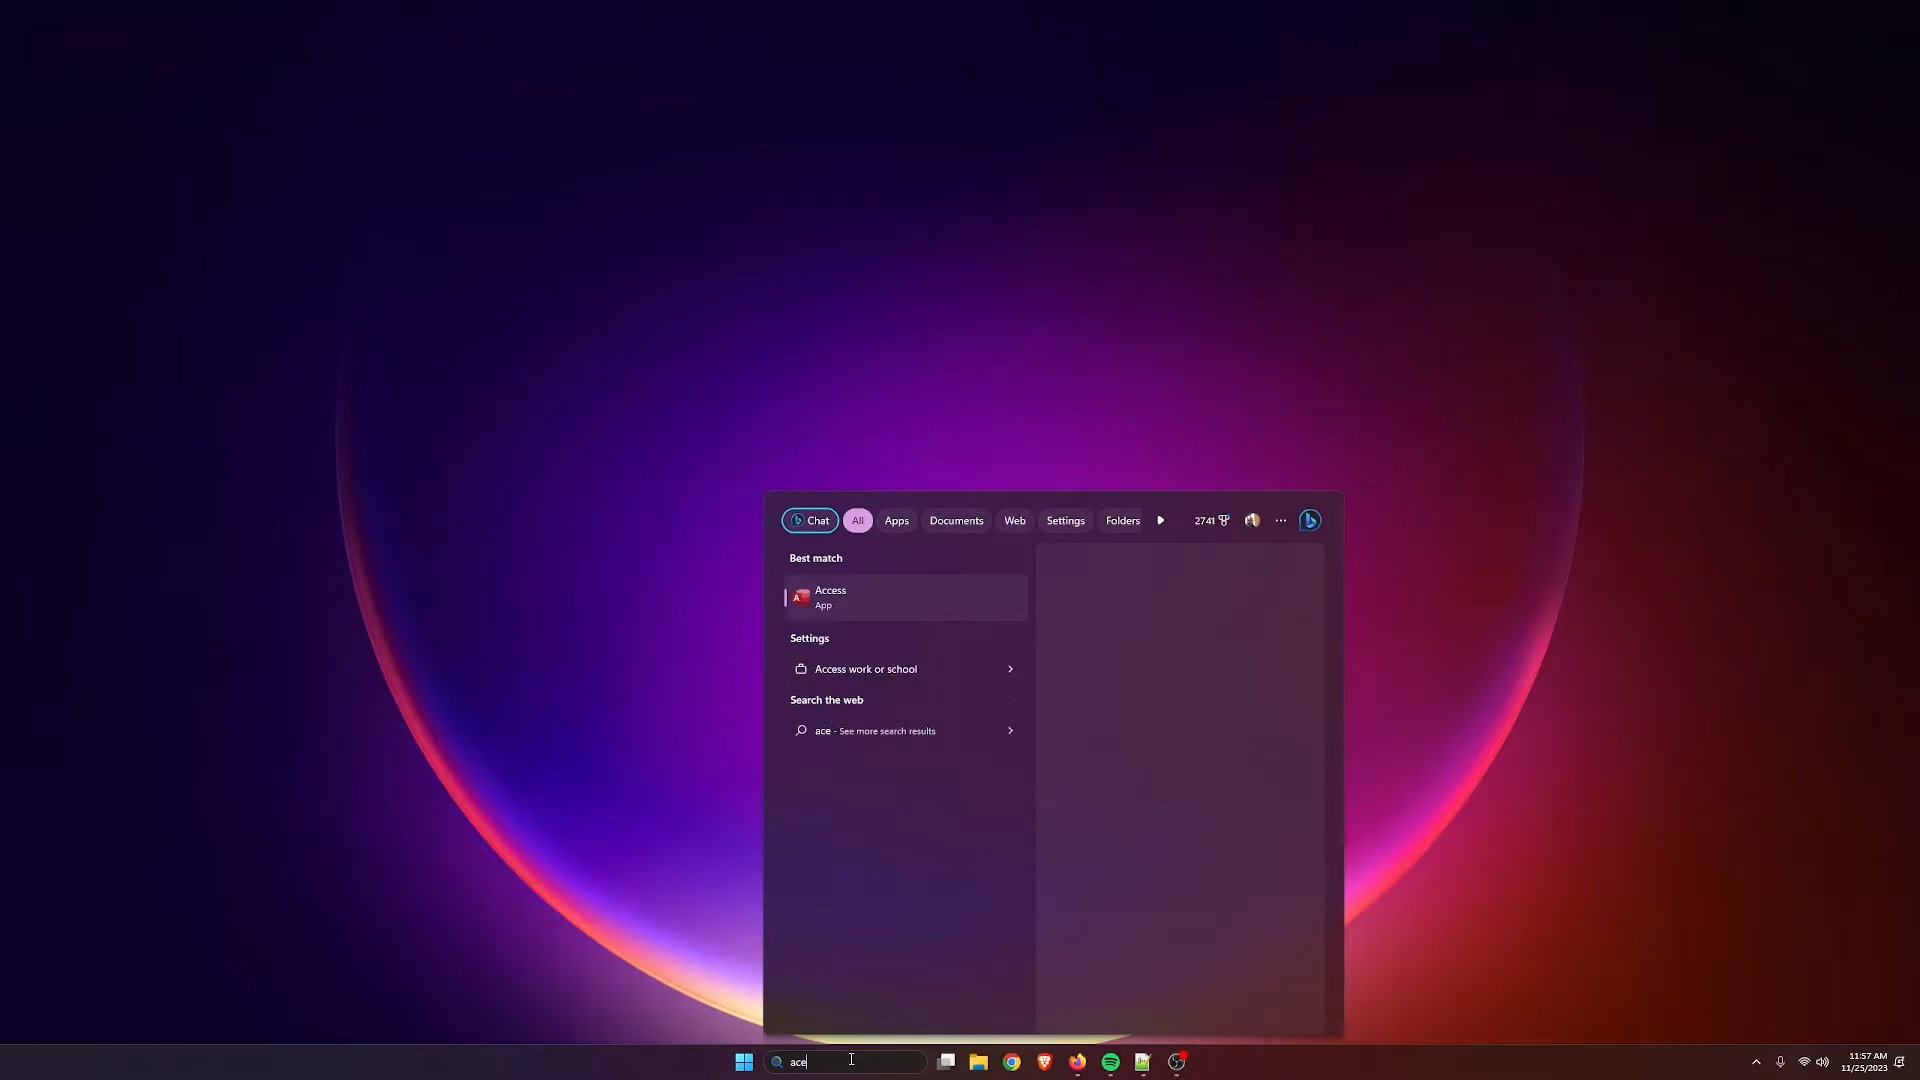 Chat All Apps Documents Web Settings Folders 2741
Best match
Access
App
Settings
Access work or school
Search the web
ace - See more search results
ace
11:57 AM
11/25/2023